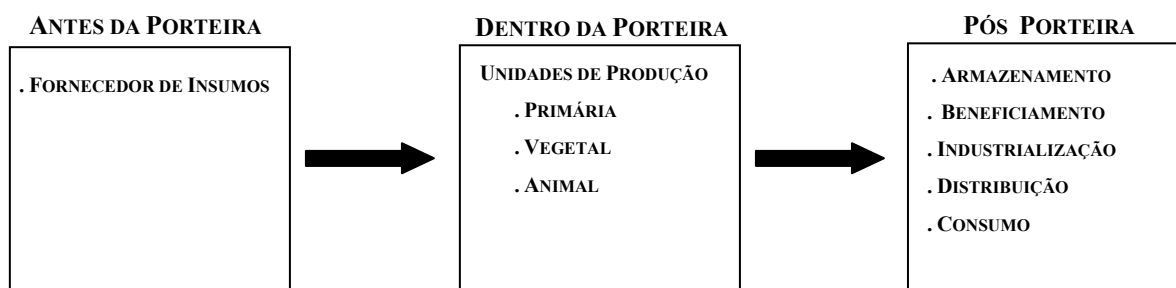 ANTES DA PORTEIRA
. FORNECEDOR DE INSUMOS
DENTRO DA PORTEIRA
UNIDADES DE PRODUÇÃO
. PRIMÁRIA
. VEGETAL
. ANIMAL
PÓS PORTEIRA
. ARMAZENAMENTO
. BENEFICIAMENTO
. INDUSTRIALIZAÇÃO
. DISTRIBUIÇÃO
. CONSUMO